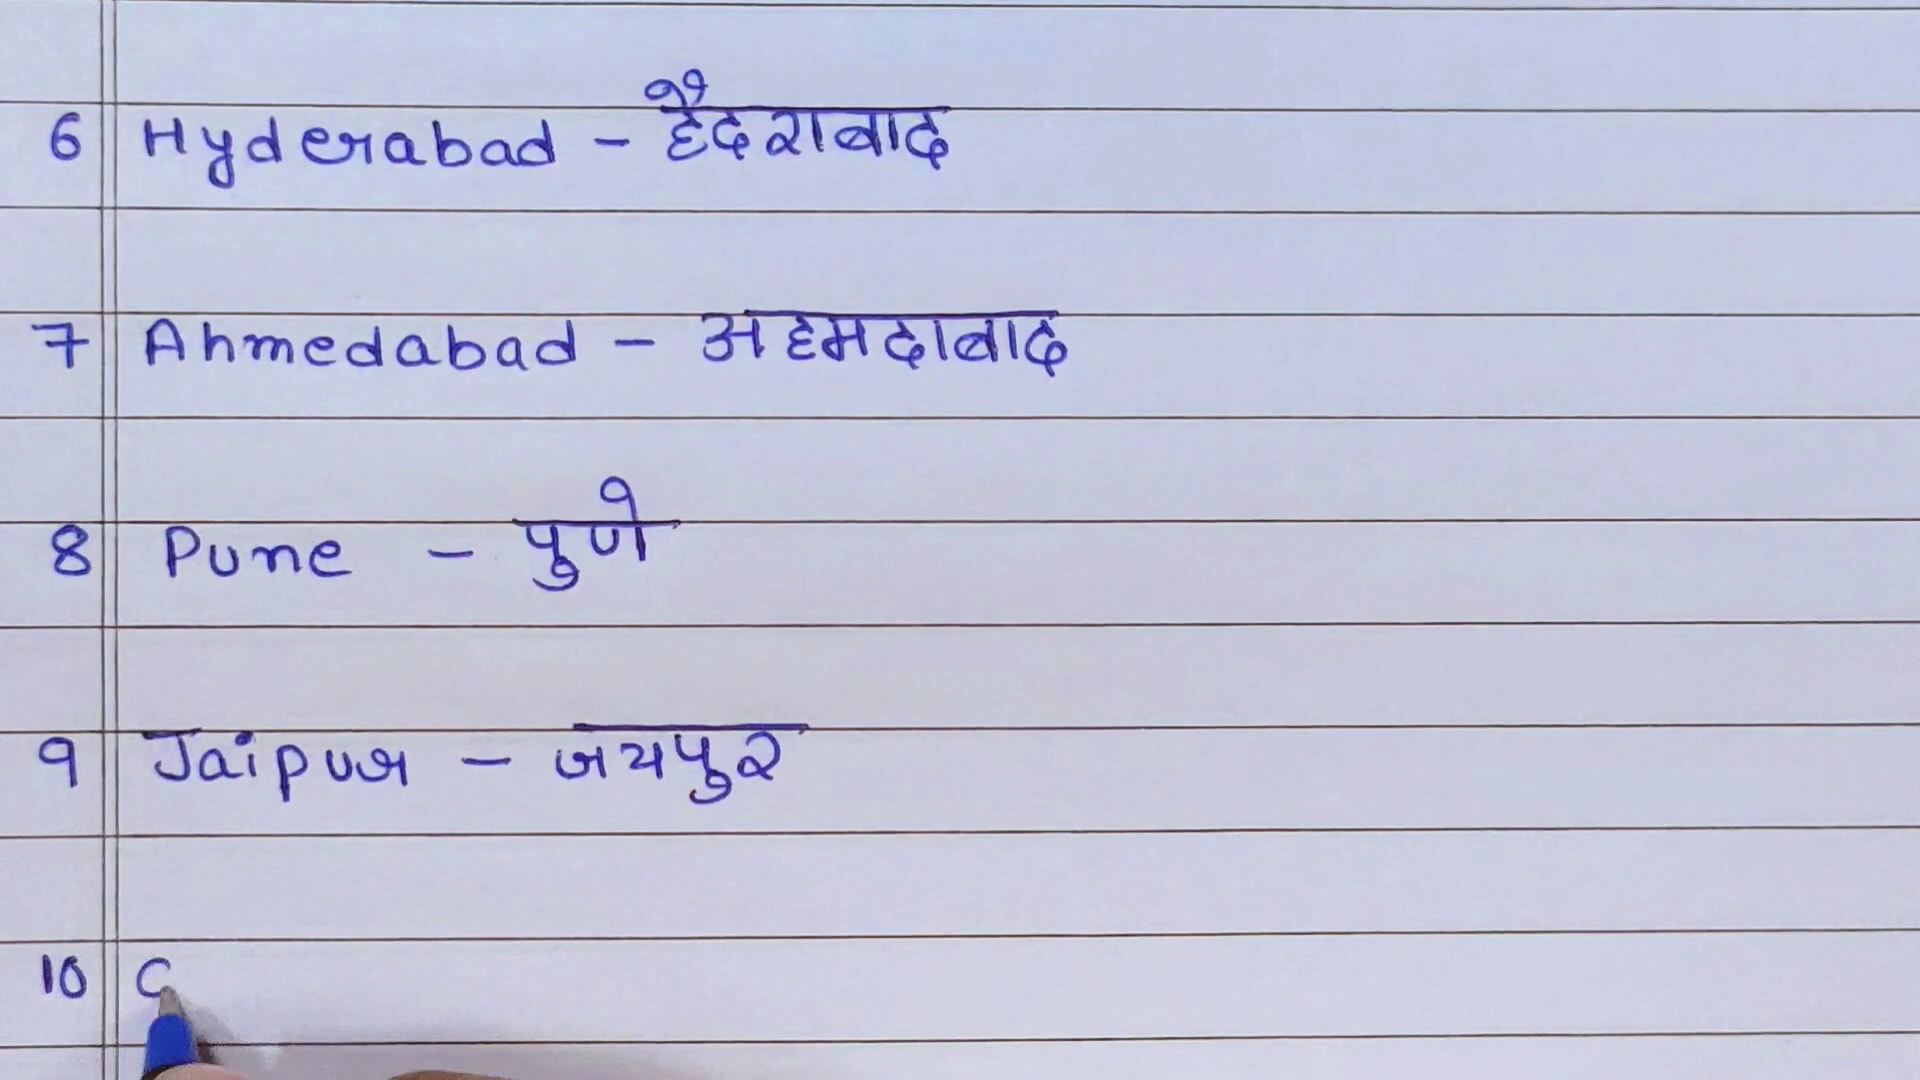 6 Hyderabad - हैदराबाद
7 Ahmedabad - अहमदाबाद
8 Pune - पुणे
9 Jaipur - जयपुर
10 C